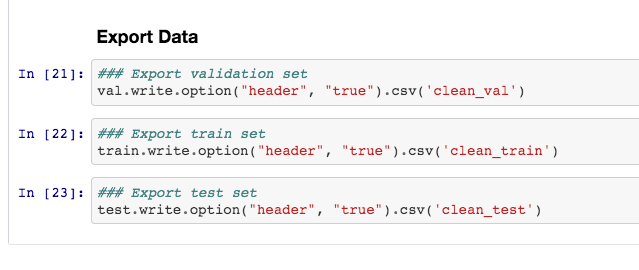 Export Data
In [21]: ### Export validation set
val.write.option("header", "true").csv('clean_val')
In [22]: ### Export train set
train.write.option("header", "true").csv('clean_train')
In [23]: ### Export test set
test.write.option("header", "true").csv('clean_test')